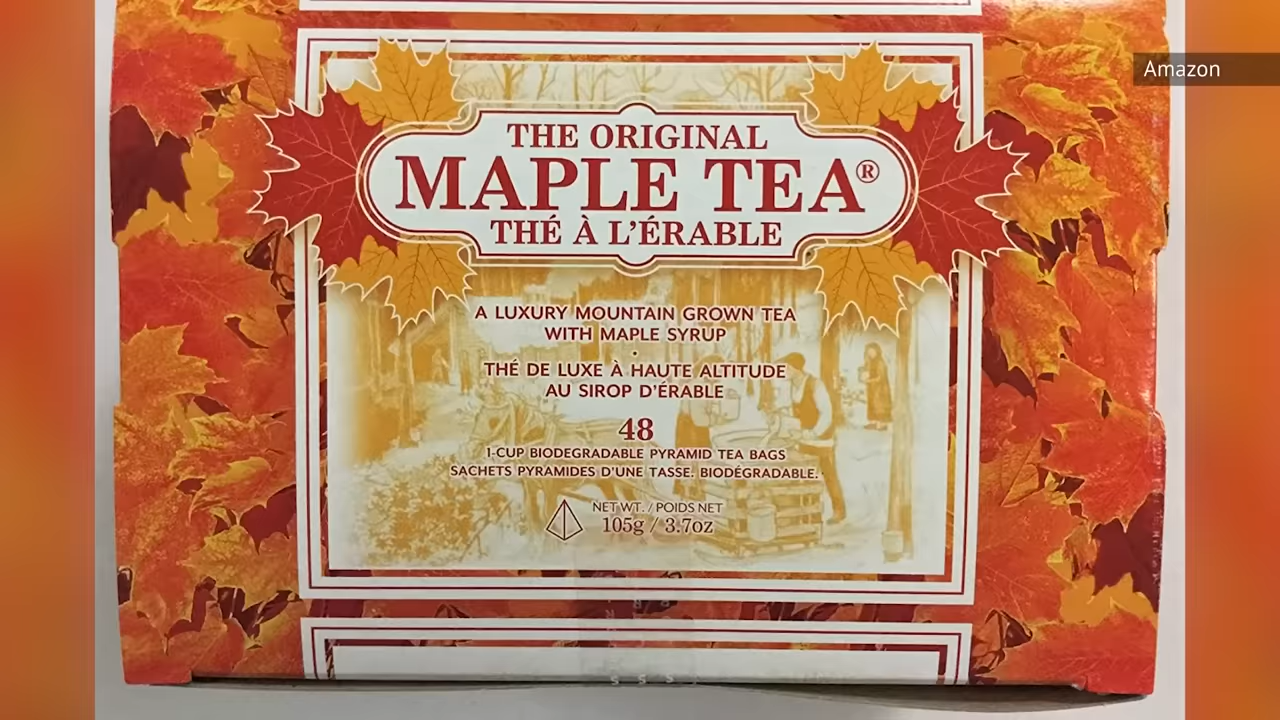 Amazon
THE ORIGINAL
MAPLE TEA®
THÉ À L'ÉRABLE
A LUXURY MOUNTAIN GROWN TEA
WITH MAPLE SYRUP
THÉ DE LUXE À HAUTE ALTITUDE
AU SIROP D'ÉRABLE
48
1-CUP BIODEGRADABLE PYRAMID TEA BAGS
SACHETS PYRAMIDES D'UNE TASSE. BIODÉGRADABLE.
NET WT. / POIDS NET
105g / 3.7oz